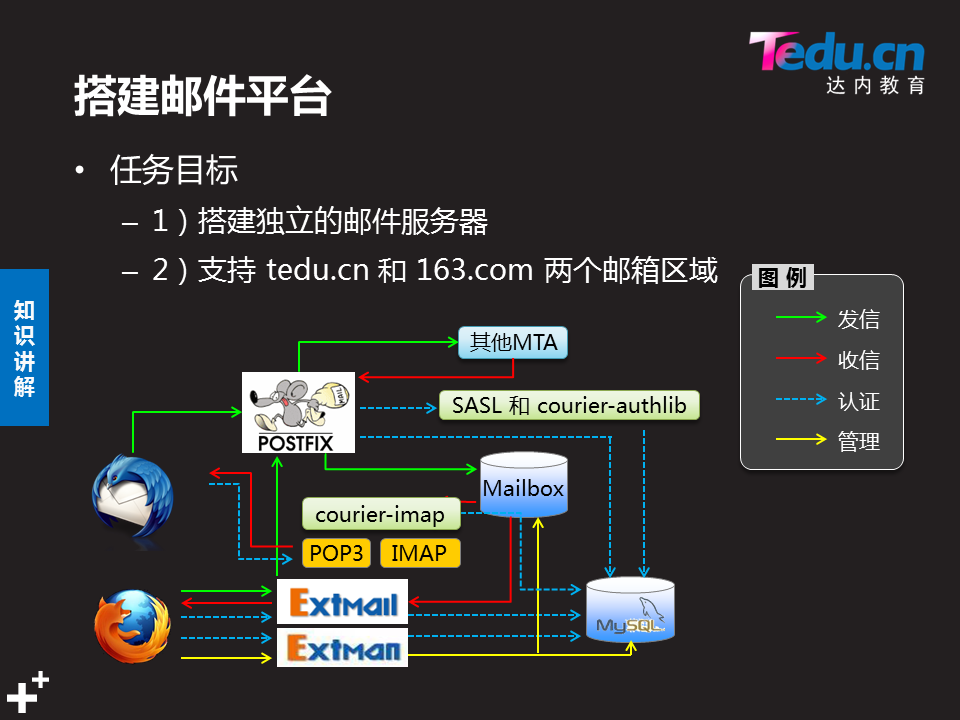 Tedu.cn
达内教育
搭建邮件平台
• 任务目标
– 1）搭建独立的邮件服务器
– 2）支持 tedu.cn 和 163.com 两个邮箱区域
知识讲解
图 例
发信
收信
认证
管理
其他MTA
MAIL
POSTFIX
SASL 和 courier-authlib
Mailbox
courier-imap
POP3
IMAP
Extmail
Extman
MySQL